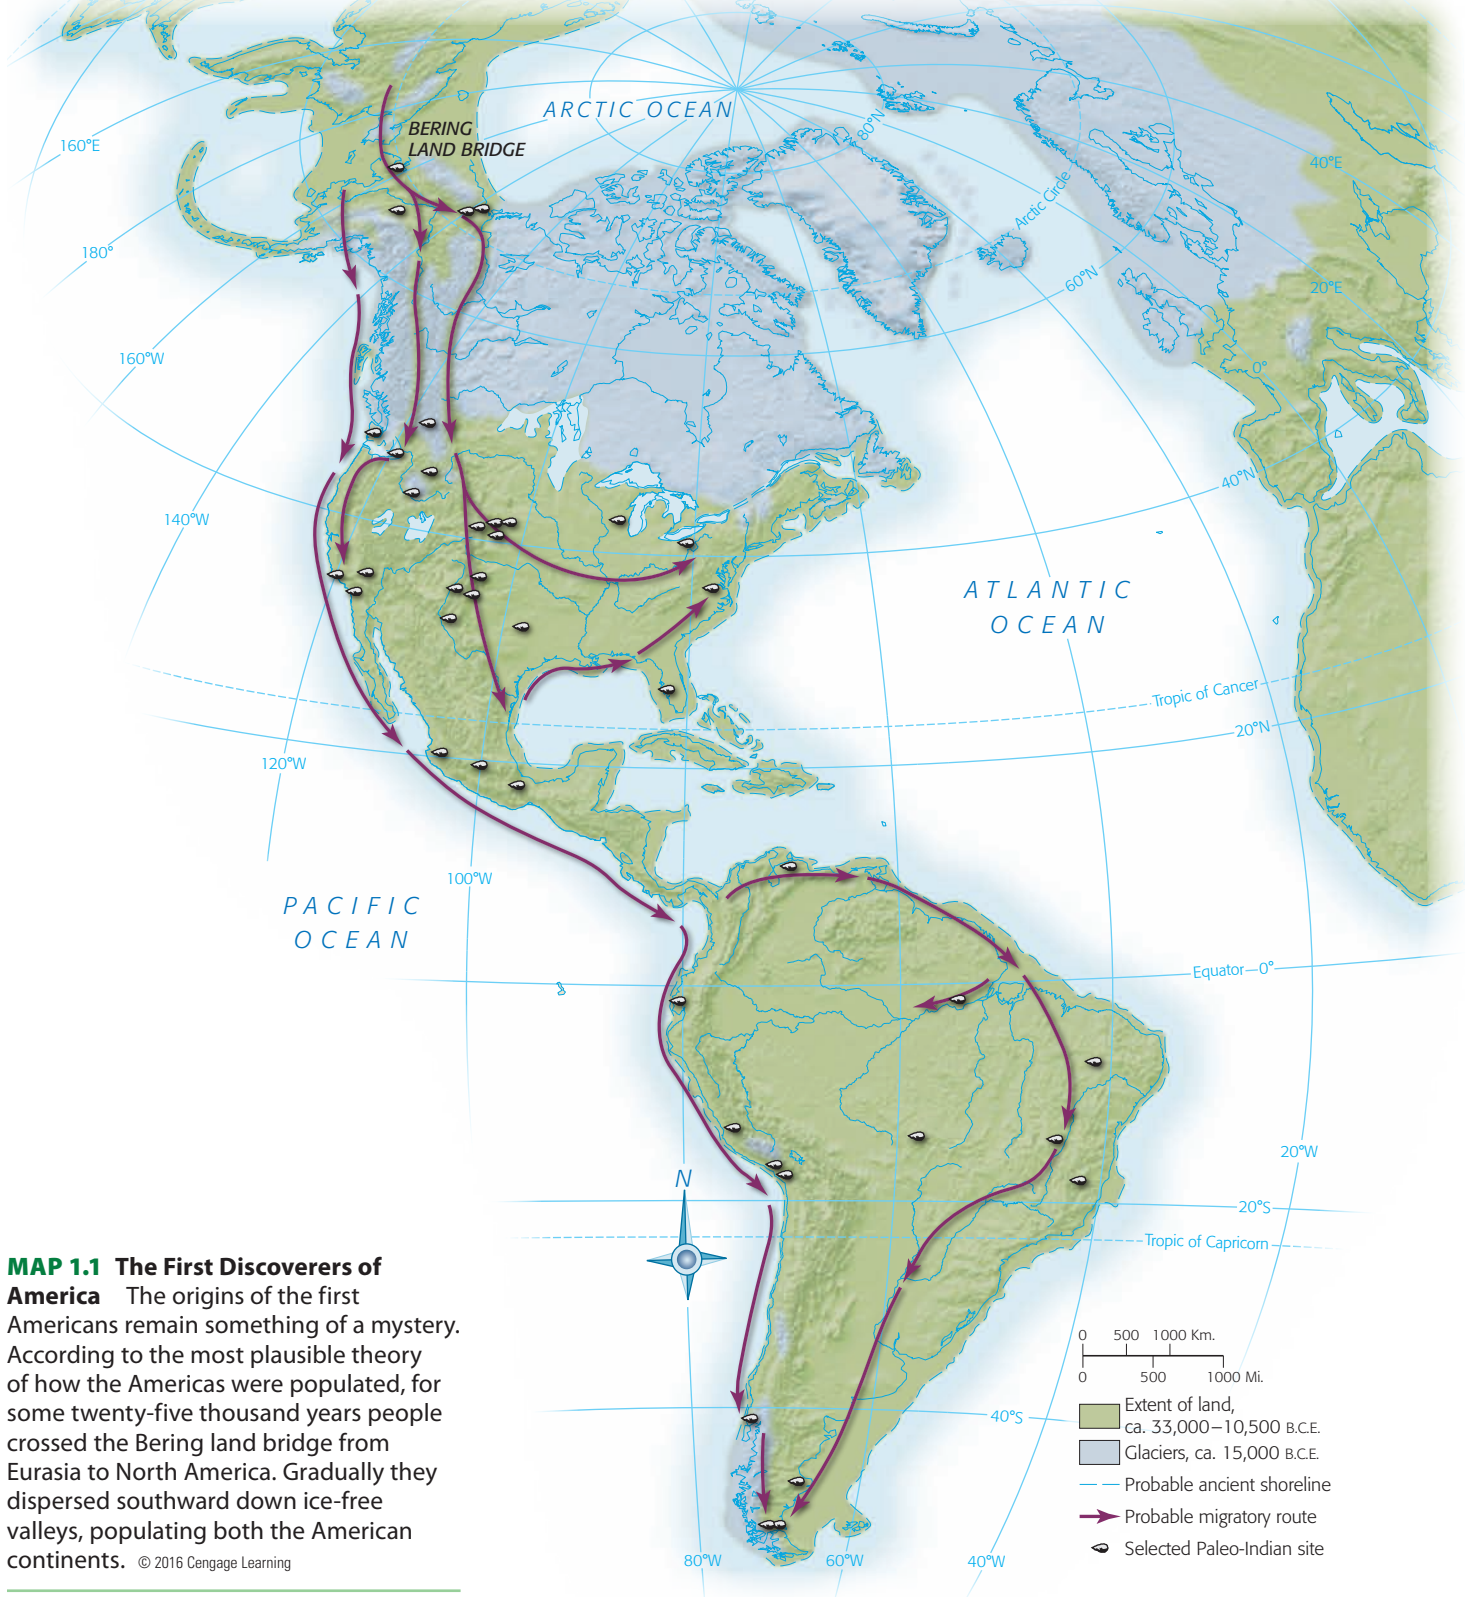 ARCTIC OCEAN
BERING
LAND BRIDGE
160°E
80°N
40°E
Arctic Circle
180°
60°N
20°E
160°W
0°
40°N
140°W
ATLANTIC
OCEAN
Tropic of Cancer
20°N
120°W
100°W
PACIFIC
OCEAN
Equator 0°
20°W
N
20°S
Tropic of Capricorn
MAP 1.1 The First Discoverers of
America The origins of the first
Americans remain something of a mystery.
According to the most plausible theory
of how the Americas were populated, for
some twenty-five thousand years people
crossed the Bering land bridge from
Eurasia to North America. Gradually they
dispersed southward down ice-free
valleys, populating both the American
continents. © 2016 Cengage Learning
0 500 1000 Km.
0 500 1000 Mi.
Extent of land,
ca. 33,000–10,500 B.C.E.
Glaciers, ca. 15,000 B.C.E.
Probable ancient shoreline
Probable migratory route
Selected Paleo-Indian site
40°S
80°W
60°W
40°W